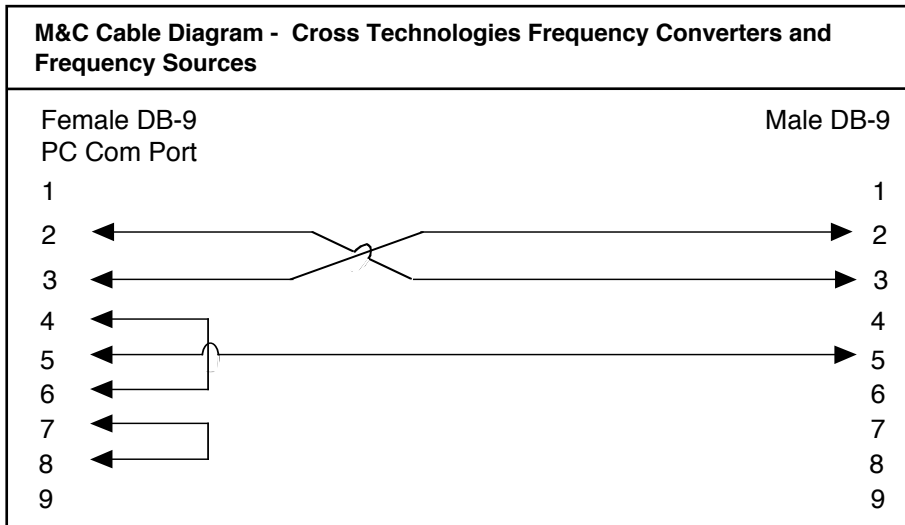 M&C Cable Diagram - Cross Technologies Frequency Converters and
Frequency Sources
Female DB-9
PC Com Port
Male DB-9
1 1
2 2
3 3
4 4
5 5
6 6
7 7
8 8
9 9